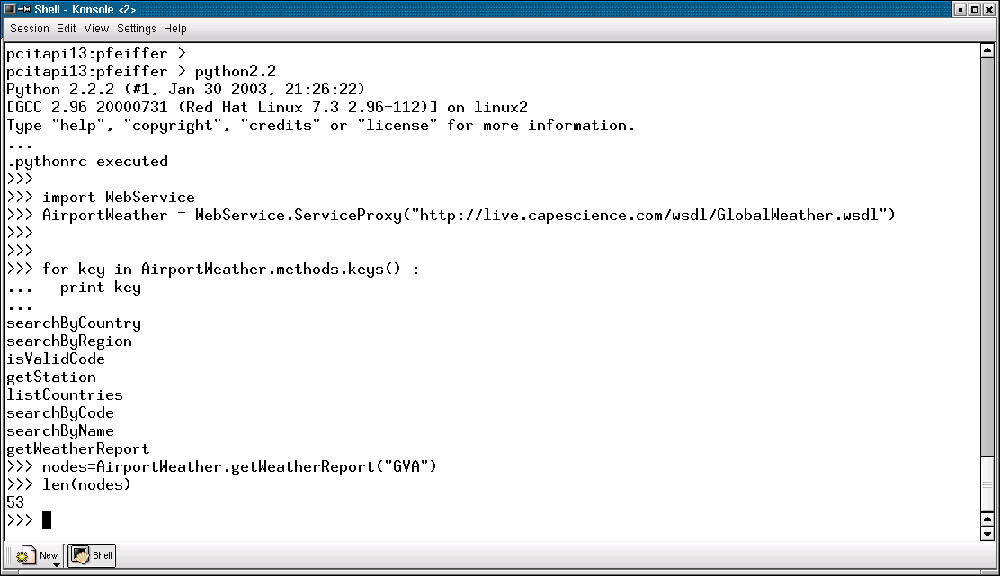 Shell - Konsole <2>
Session Edit View Settings Help
pcitapi13:pfeiffer >
pcitapi13:pfeiffer > python2.2
Python 2.2.2 (#1, Jan 30 2003, 21:26:22)
[GCC 2.96 20000731 (Red Hat Linux 7.3 2.96-112)] on linux2
Type "help", "copyright", "credits" or "license" for more information.
...
.pythonrc executed
>>>
>>> import WebService
>>> AirportWeather = WebService.ServiceProxy("http://live.capescience.com/wsdl/GlobalWeather.wsdl")
>>>
>>>
>>> for key in AirportWeather.methods.keys() :
...   print key
...
searchByCountry
searchByRegion
isValidCode
getStation
listCountries
searchByCode
searchByName
getWeatherReport
>>> nodes=AirportWeather.getWeatherReport("GVA")
>>> len(nodes)
53
>>>
New Shell